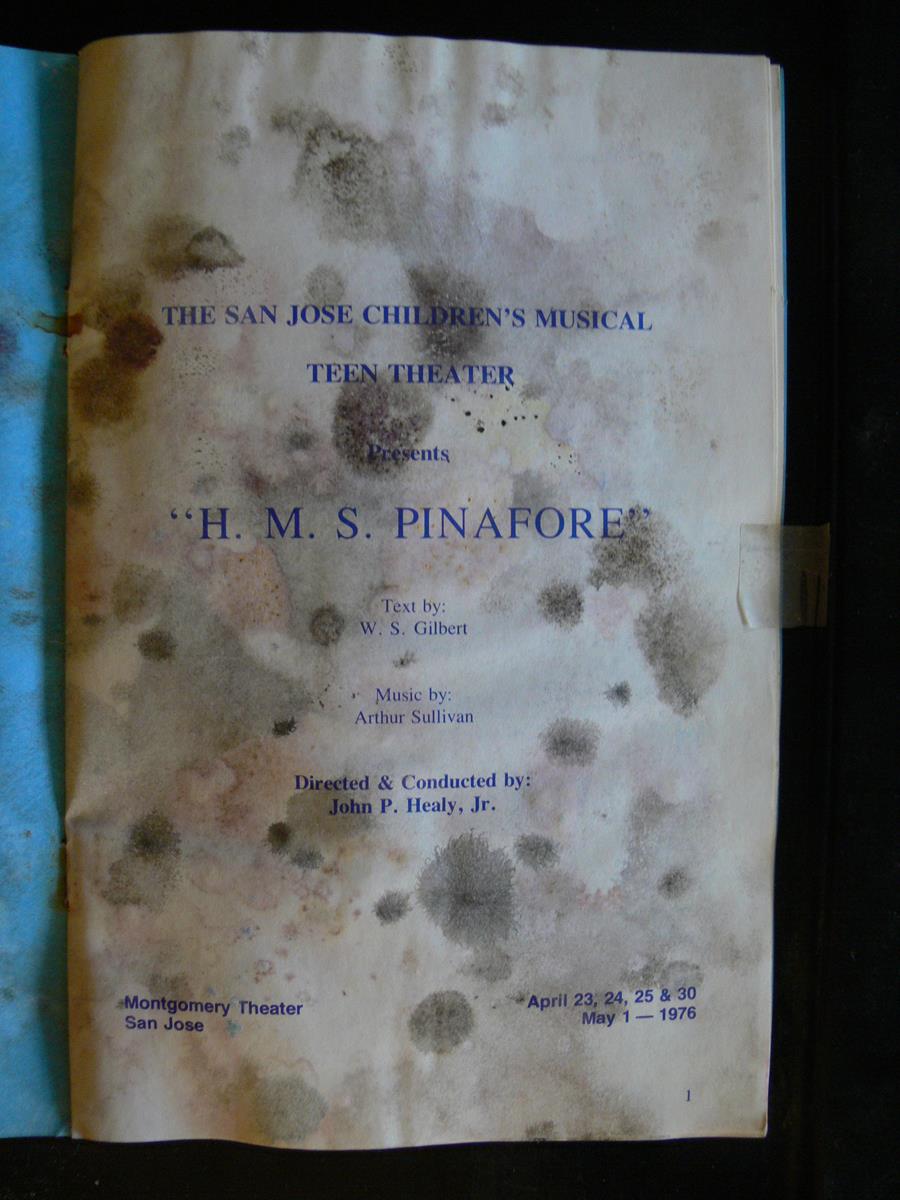 THE SAN JOSE CHILDREN'S MUSICAL
TEEN THEATER
Presents
"H. M. S. PINAFORE"
Text by:
W. S. Gilbert
Music by:
Arthur Sullivan
Directed & Conducted by:
John P. Healy, Jr.
Montgomery Theater
San Jose
April 23, 24, 25 & 30
May 1 — 1976
1